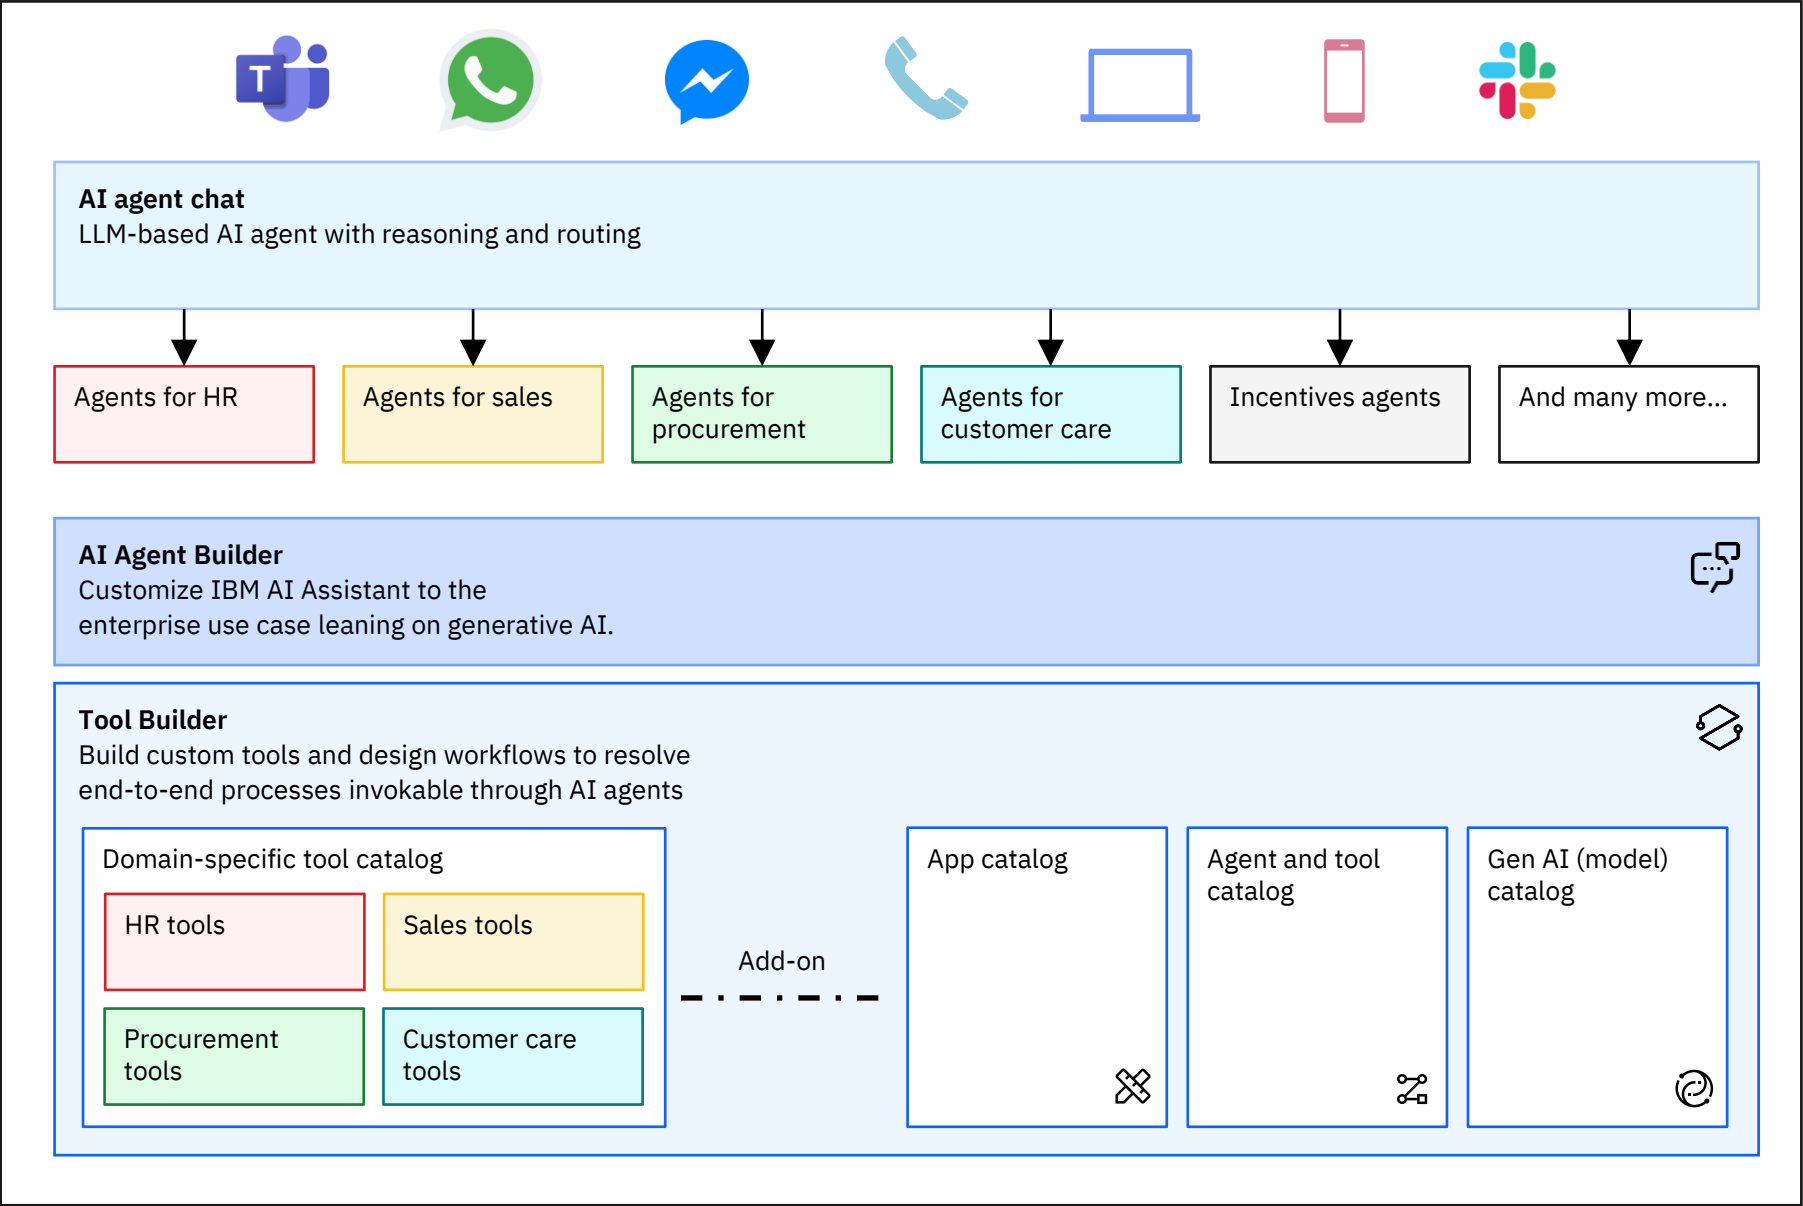 T
AI agent chat
LLM-based AI agent with reasoning and routing
Agents for HR
Agents for sales
Agents for
procurement
Agents for
customer care
Incentives agents
And many more...
AI Agent Builder
Customize IBM AI Assistant to the
enterprise use case leaning on generative AI.
Tool Builder
Build custom tools and design workflows to resolve
end-to-end processes invokable through AI agents
Domain-specific tool catalog
HR tools
Sales tools
Procurement
tools
Customer care
tools
Add-on
App catalog
Agent and tool
catalog
Gen AI (model)
catalog